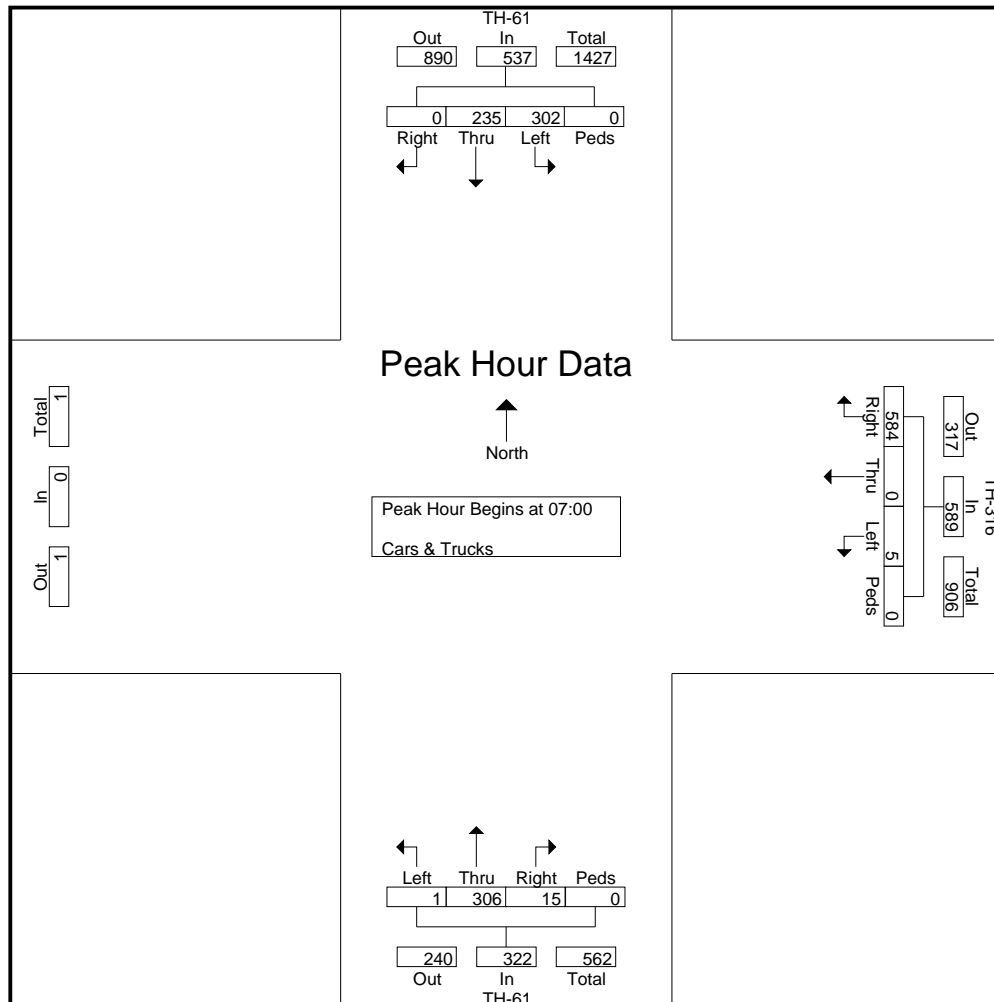 TH-61
Out In Total
890 537 1427
0 235 302 0
Right Thru Left Peds
Peak Hour Data
North
Peak Hour Begins at 07:00
Cars & Trucks
Total 1
In 0
Out 1
Right 584
Thru 0
Left 5
Peds 0
Out 317
In 589
Total 906
TH-316
Left Thru Right Peds
1 306 15 0
240 322 562
Out In Total
TH-61